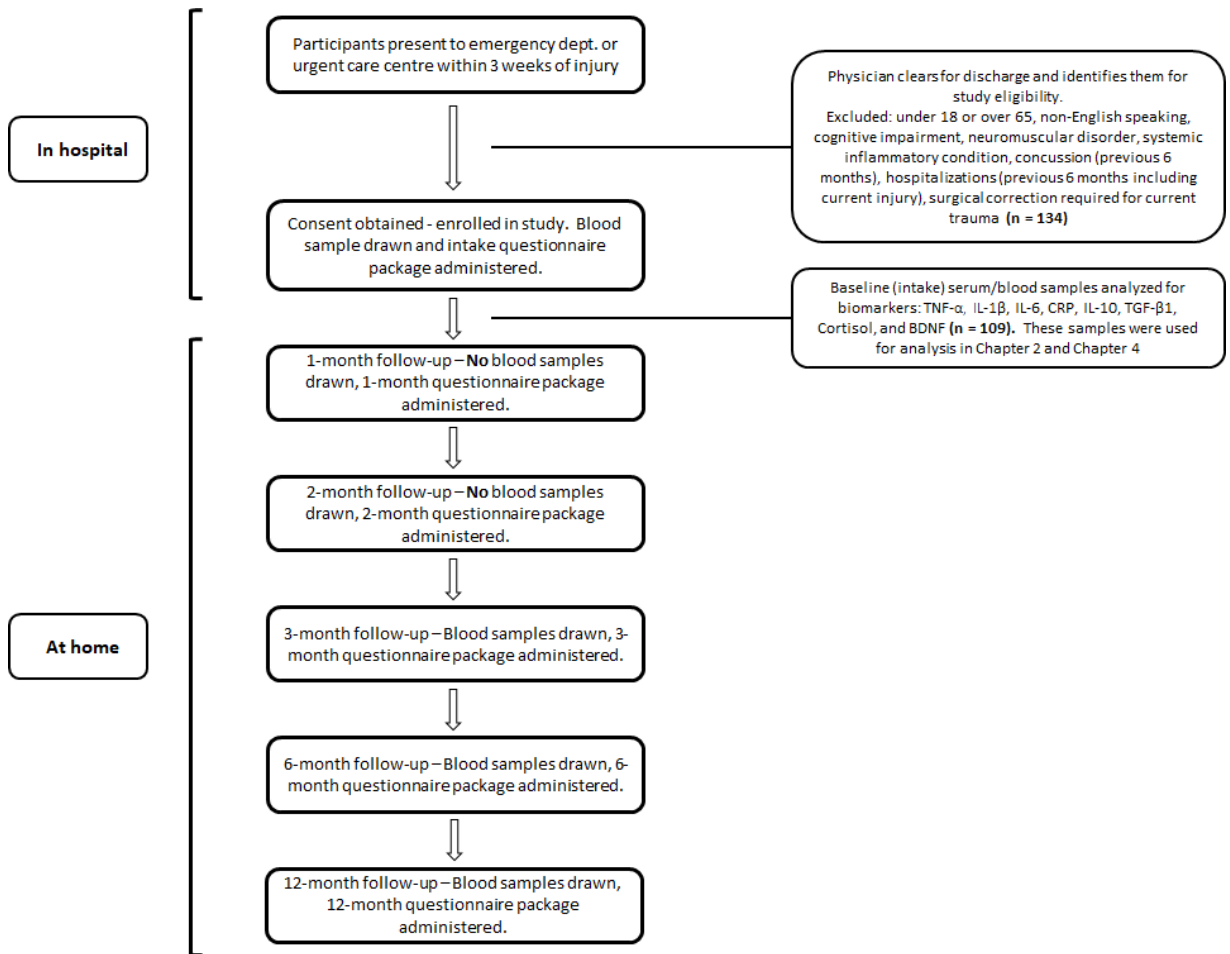 Participants present to emergency dept. or
urgent care centre within 3 weeks of injury
Physician clears for discharge and identifies them for
study eligibility.
Excluded: under 18 or over 65, non-English speaking,
cognitive impairment, neuromuscular disorder, systemic
inflammatory condition, concussion (previous 6
months), hospitalizations (previous 6 months including
current injury), surgical correction required for current
trauma (n = 134)
In hospital
Consent obtained - enrolled in study. Blood
sample drawn and intake questionnaire
package administered.
Baseline (intake) serum/blood samples analyzed for
biomarkers: TNF-α, IL-1β, IL-6, CRP, IL-10, TGF-β1,
Cortisol, and BDNF (n = 109). These samples were used
for analysis in Chapter 2 and Chapter 4
1-month follow-up – No blood samples
drawn, 1-month questionnaire package
administered.
2-month follow-up – No blood samples
drawn, 2-month questionnaire package
administered.
At home
3-month follow-up – Blood samples drawn, 3-
month questionnaire package administered.
6-month follow-up – Blood samples drawn, 6-
month questionnaire package administered.
12-month follow-up – Blood samples drawn,
12-month questionnaire package
administered.